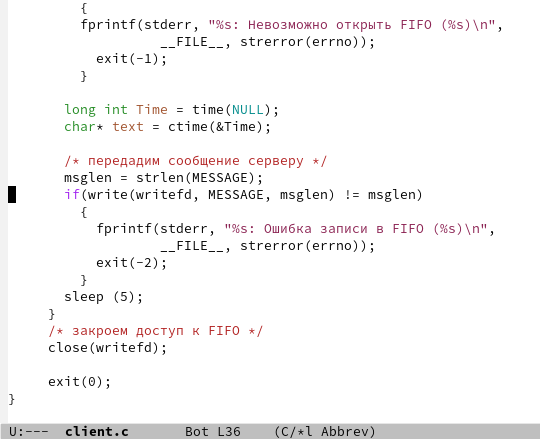 {
fprintf(stderr, "%s: Невозможно открыть FIFO (%s)\n",
__FILE__, strerror(errno));
exit(-1);
}
long int Time = time(NULL);
char* text = ctime(&Time);
/* передадим сообщение серверу */
msglen = strlen(MESSAGE);
if(write(writefd, MESSAGE, msglen) != msglen)
{
fprintf(stderr, "%s: Ошибка записи в FIFO (%s)\n",
__FILE__, strerror(errno));
exit(-2);
}
sleep (5);
}
/* закроем доступ к FIFO */
close(writefd);
exit(0);
}
U:--- client.c Bot L36 (C/*l Abbrev)